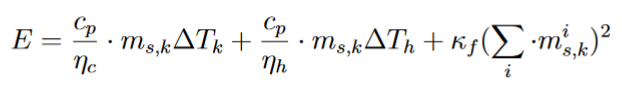 E = \frac{c_p}{\eta_c} \cdot m_{s,k} \Delta T_k + \frac{c_p}{\eta_h} \cdot m_{s,k} \Delta T_h + \kappa_f (\sum_i \cdot m_{s,k}^i)^2